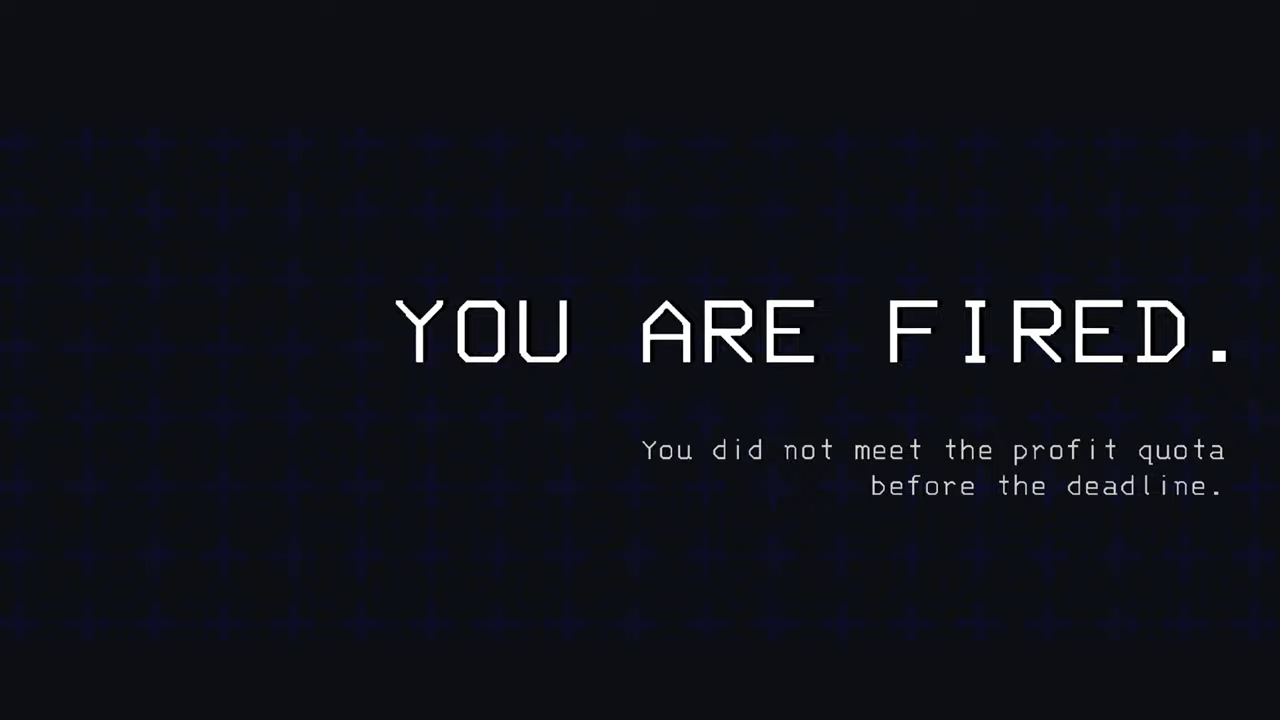 YOU ARE FIRED.
You did not meet the profit quota
before the deadline.